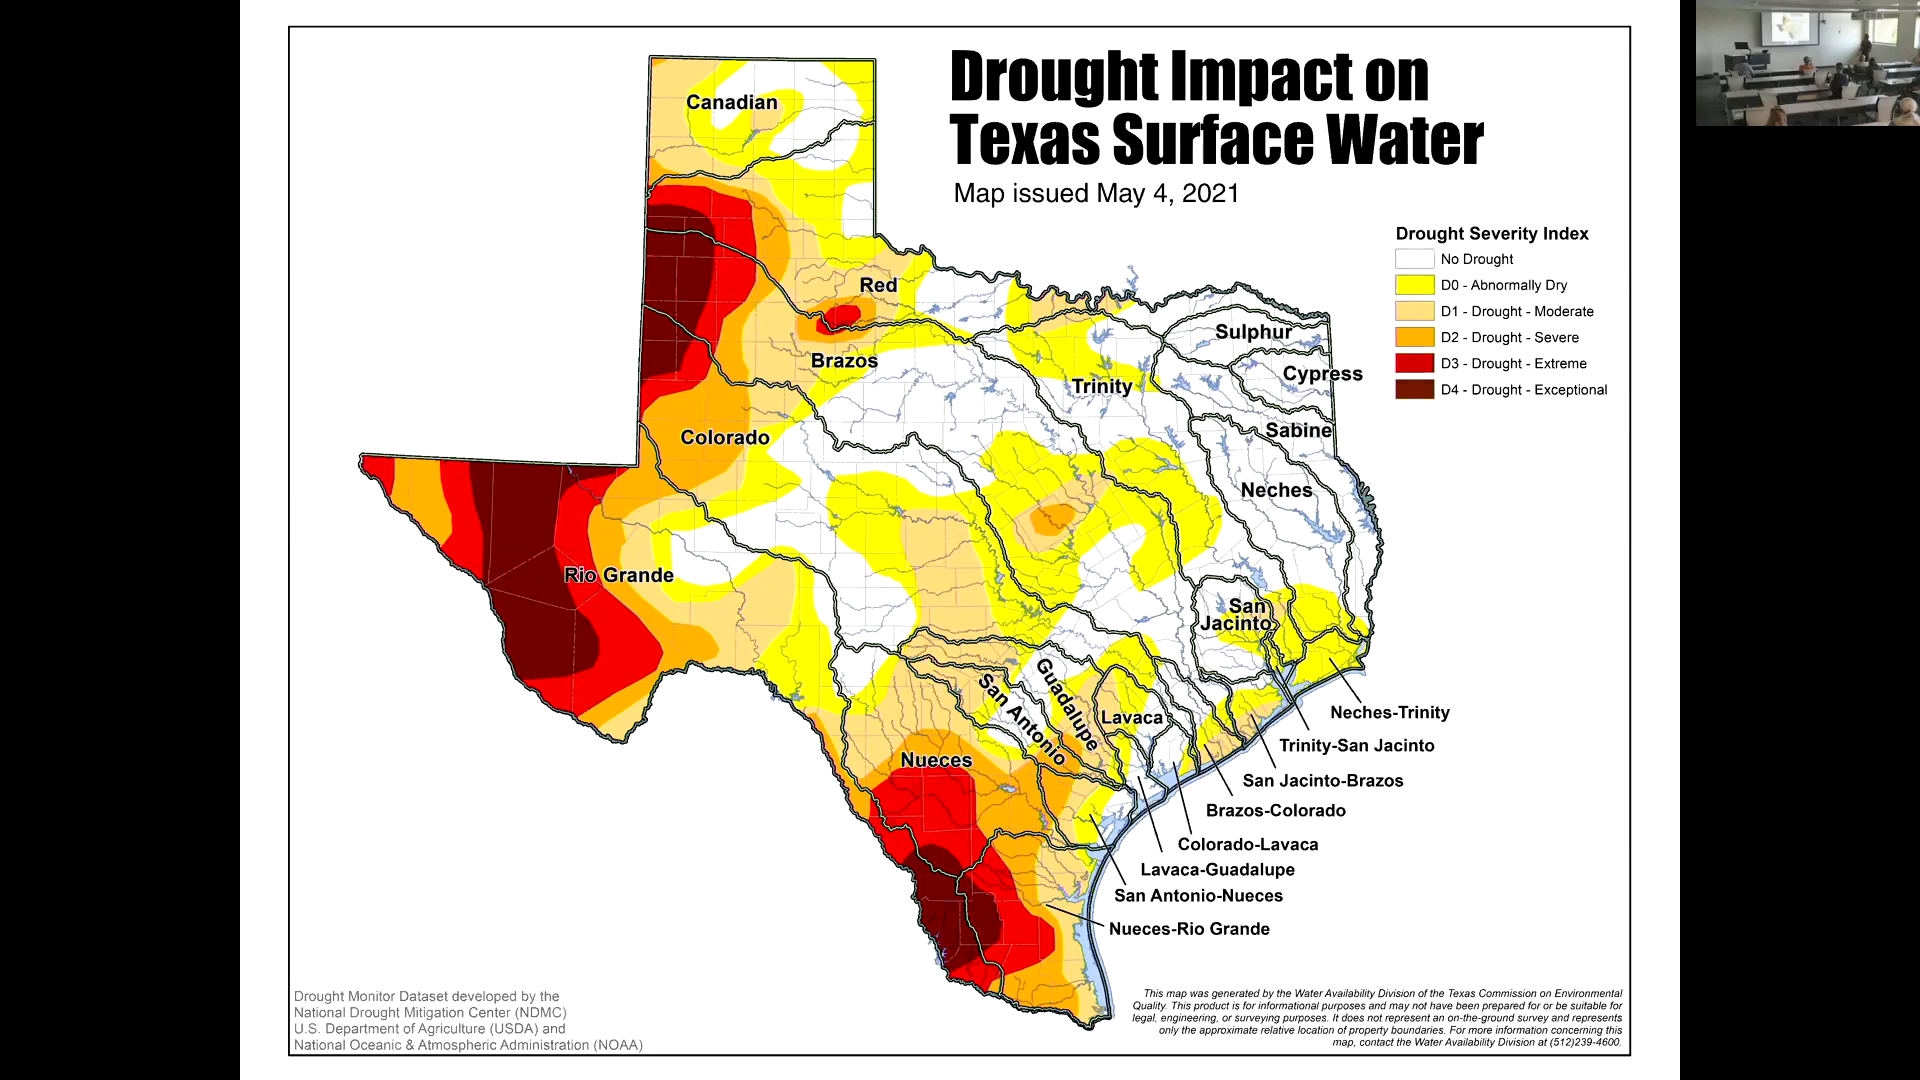 Drought Impact on
Texas Surface Water
Map issued May 4, 2021
Drought Severity Index
No Drought
D0 - Abnormally Dry
D1 - Drought - Moderate
D2 - Drought - Severe
D3 - Drought - Extreme
D4 - Drought - Exceptional
Canadian
Red
Sulphur
Brazos
Cypress
Trinity
Sabine
Colorado
Neches
Rio Grande
San
Jacinto
Guadalupe
San Antonio
Lavaca
Nueces
Neches-Trinity
Trinity-San Jacinto
San Jacinto-Brazos
Brazos-Colorado
Colorado-Lavaca
Lavaca-Guadalupe
San Antonio-Nueces
Nueces-Rio Grande
Drought Monitor Dataset developed by the
National Drought Mitigation Center (NDMC)
U.S. Department of Agriculture (USDA) and
National Oceanic & Atmospheric Administration (NOAA)
This map was generated by the Water Availability Division of the Texas Commission on Environmental
Quality. This product is for informational purposes and may not have been prepared for or be suitable for
legal, engineering, or surveying purposes. It does not represent an on-the-ground survey and represents
only the approximate relative location of property boundaries. For more information concerning this
map, contact the Water Availability Division at (512)239-4600.